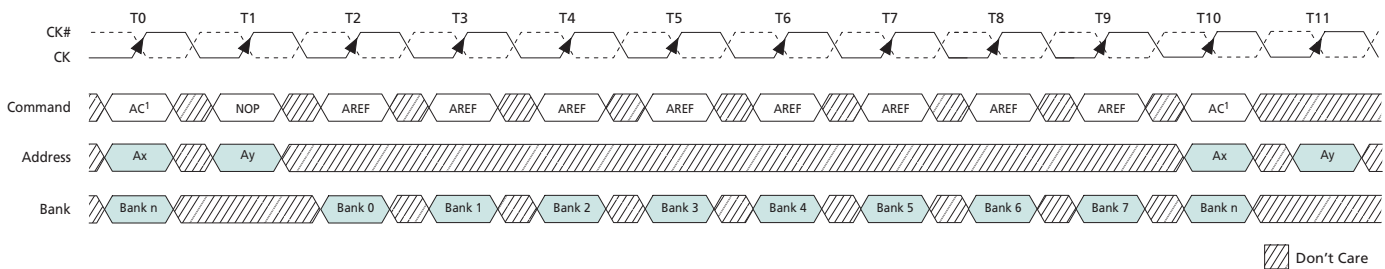 T0 T1 T2 T3 T4 T5 T6 T7 T8 T9 T10 T11
CK#
CK
Command AC¹ NOP AREF AREF AREF AREF AREF AREF AREF AREF AC¹
Address Ax Ay Ax Ay
Bank Bank n Bank 0 Bank 1 Bank 2 Bank 3 Bank 4 Bank 5 Bank 6 Bank 7 Bank n
Don't Care